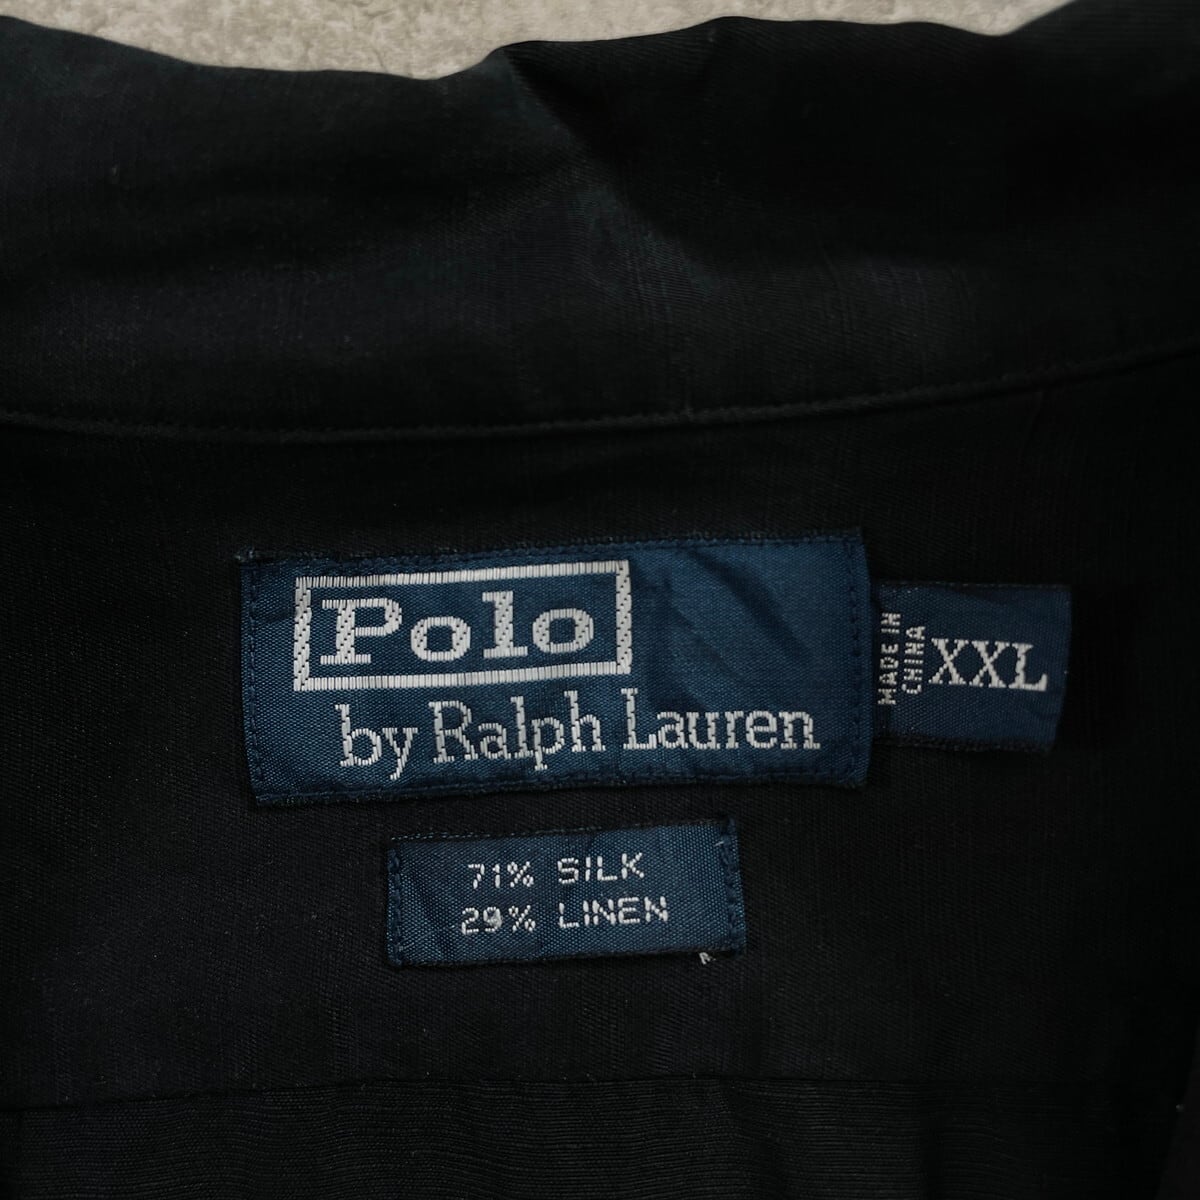 Polo
by Ralph Lauren
MADE IN
CHINA
XXL
71% SILK
29% LINEN